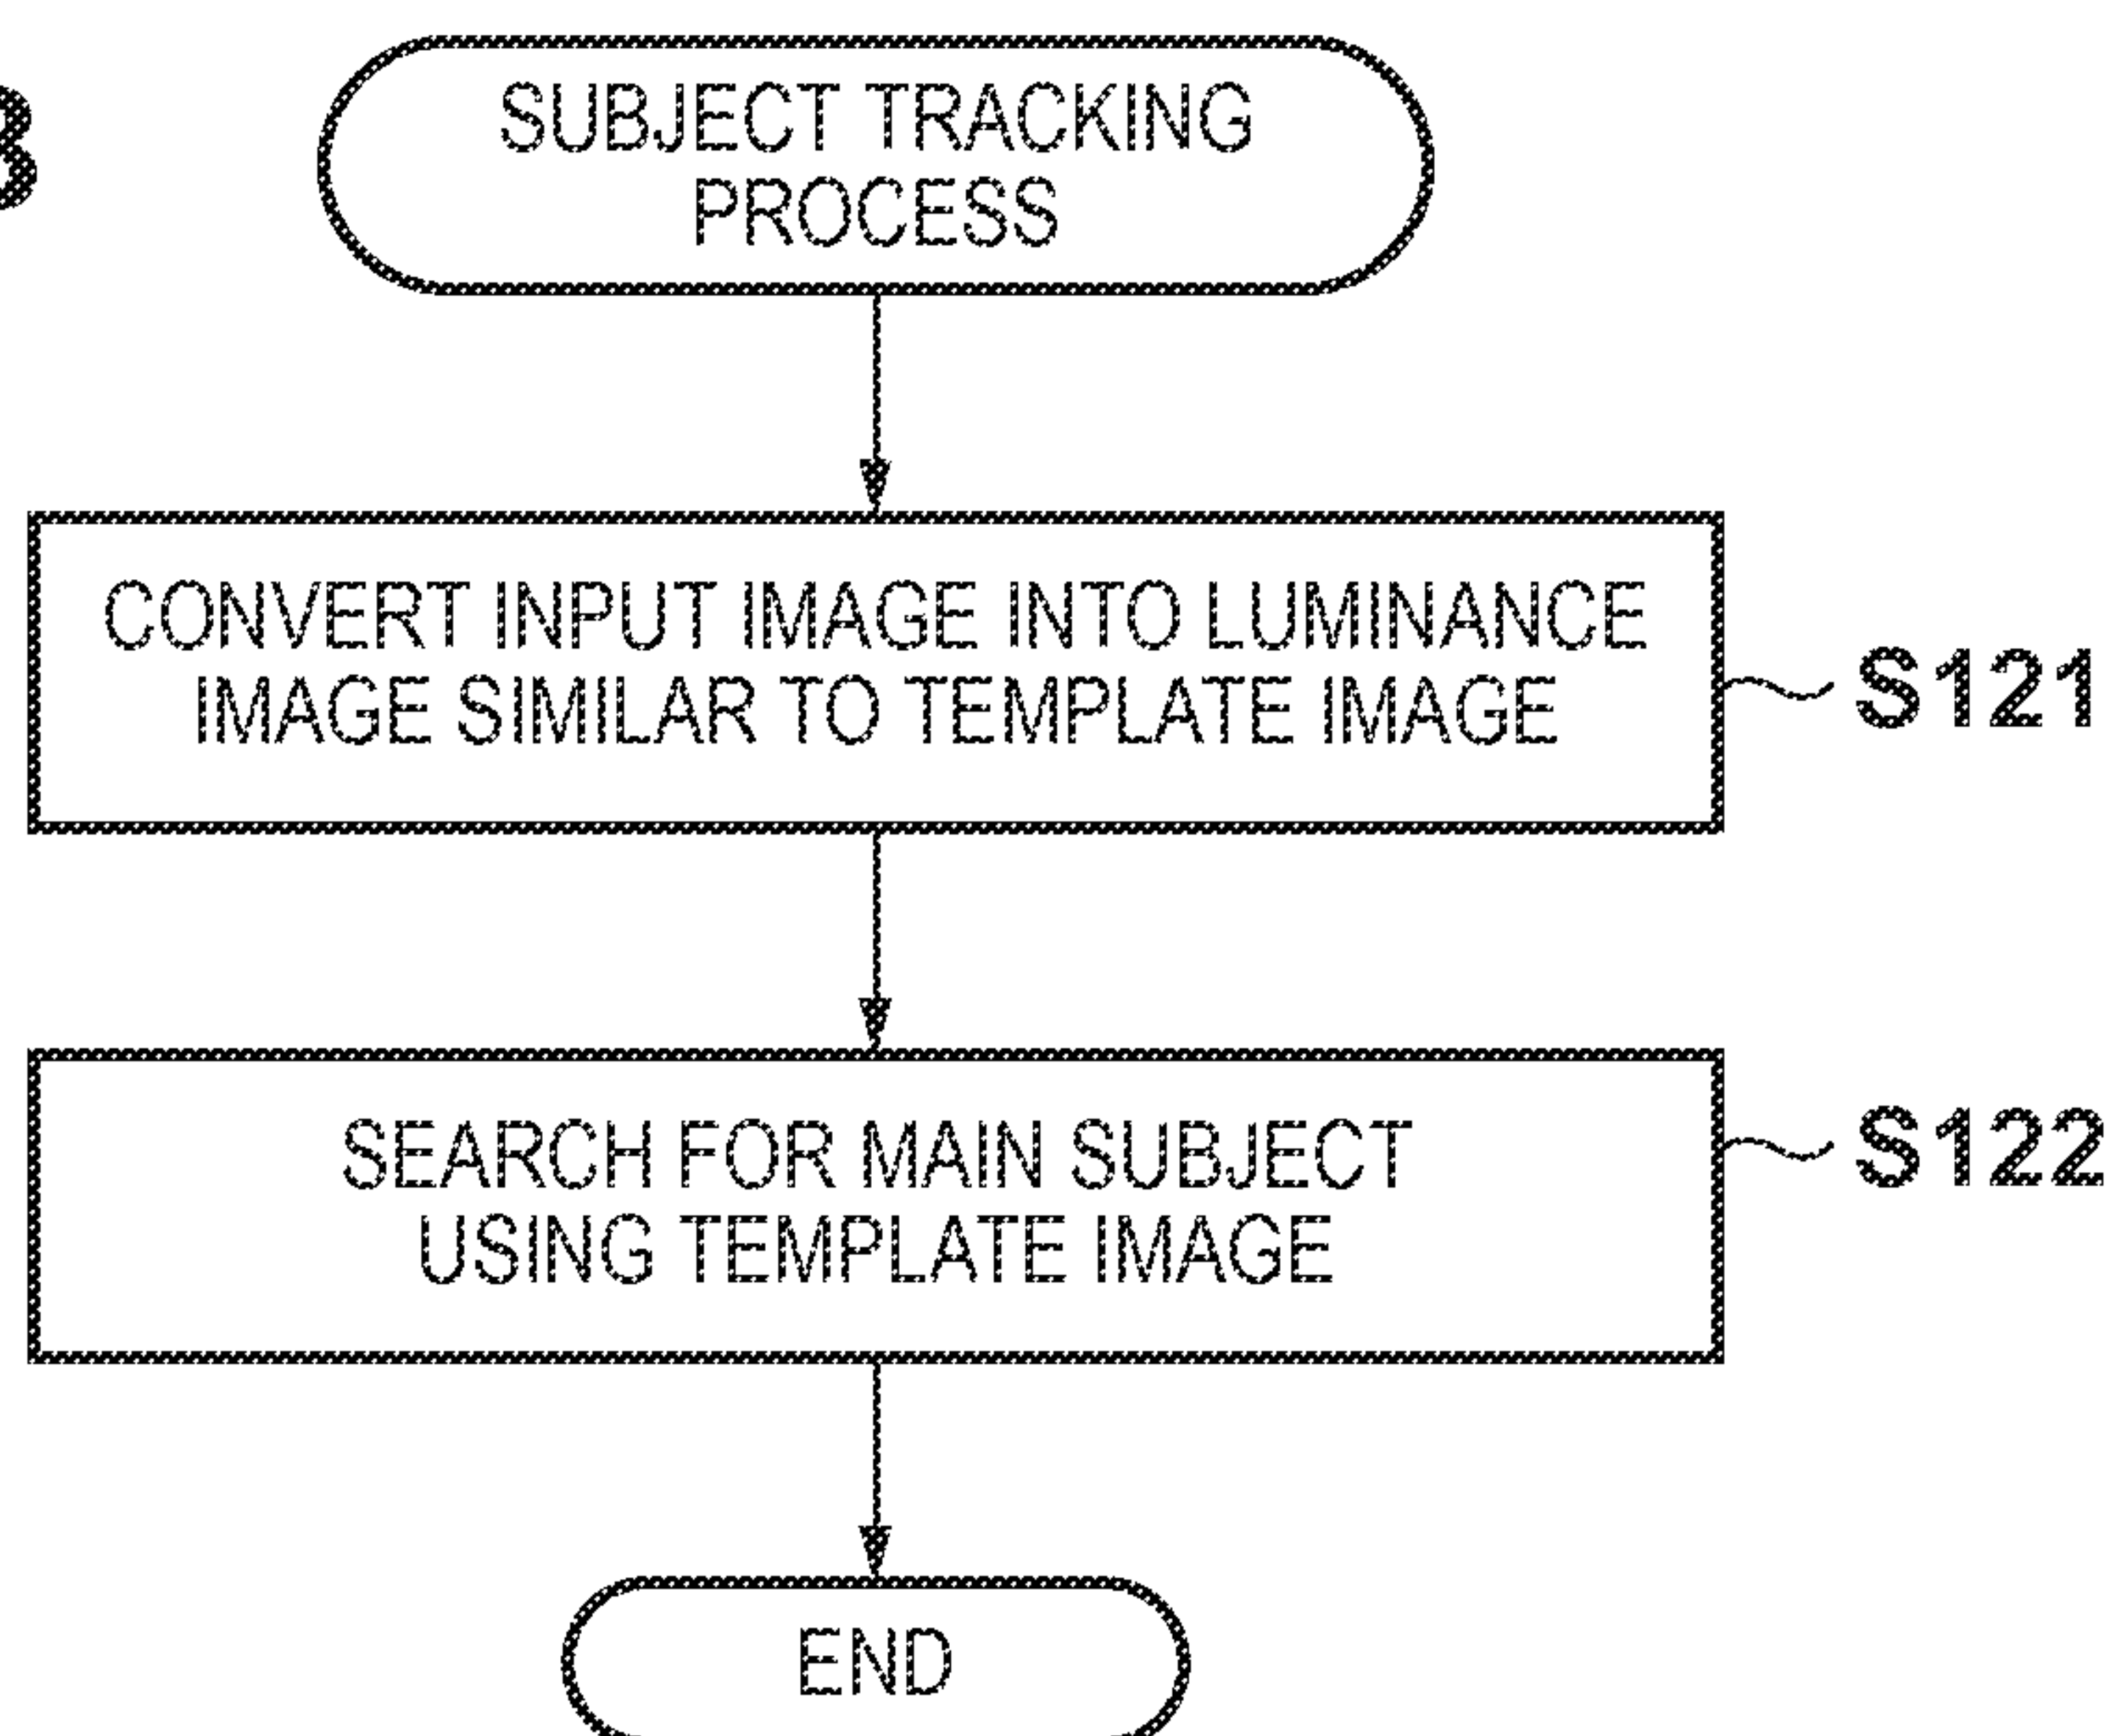 SUBJECT TRACKING
PROCESS
CONVERT INPUT IMAGE INTO LUMINANCE
IMAGE SIMILAR TO TEMPLATE IMAGE
S121
SEARCH FOR MAIN SUBJECT
USING TEMPLATE IMAGE
S122
END